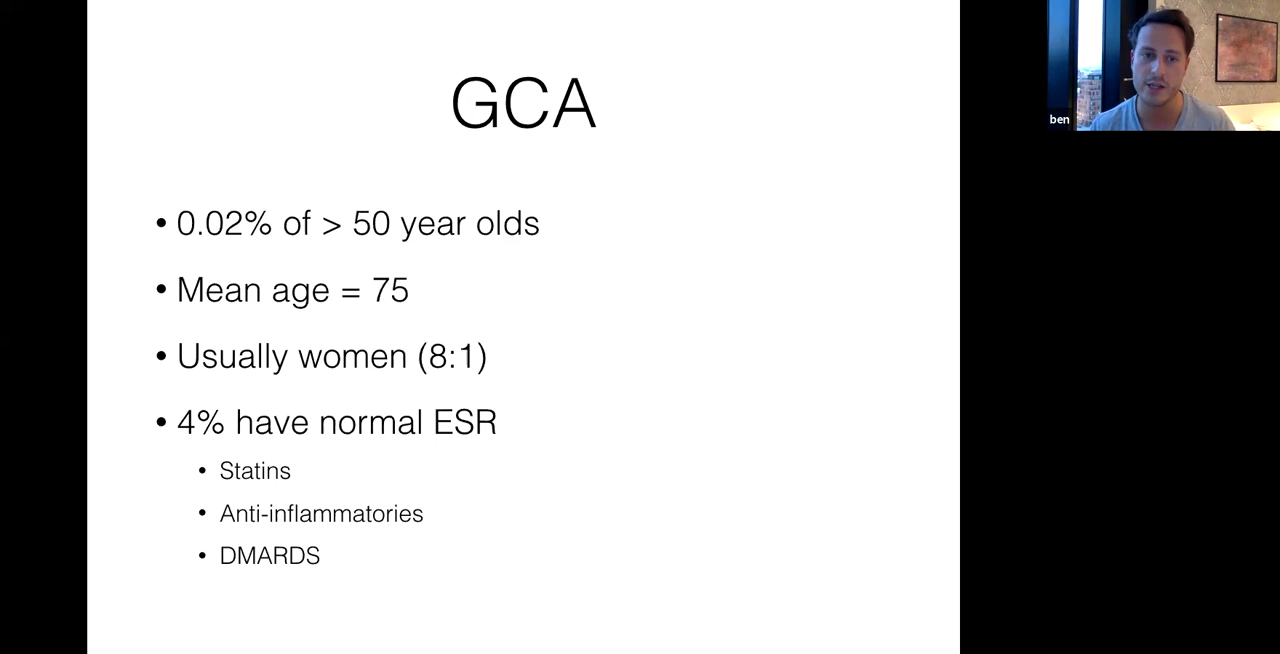 GCA
• 0.02% of > 50 year olds
• Mean age = 75
• Usually women (8:1)
• 4% have normal ESR
• Statins
• Anti-inflammatories
• DMARDS
ben